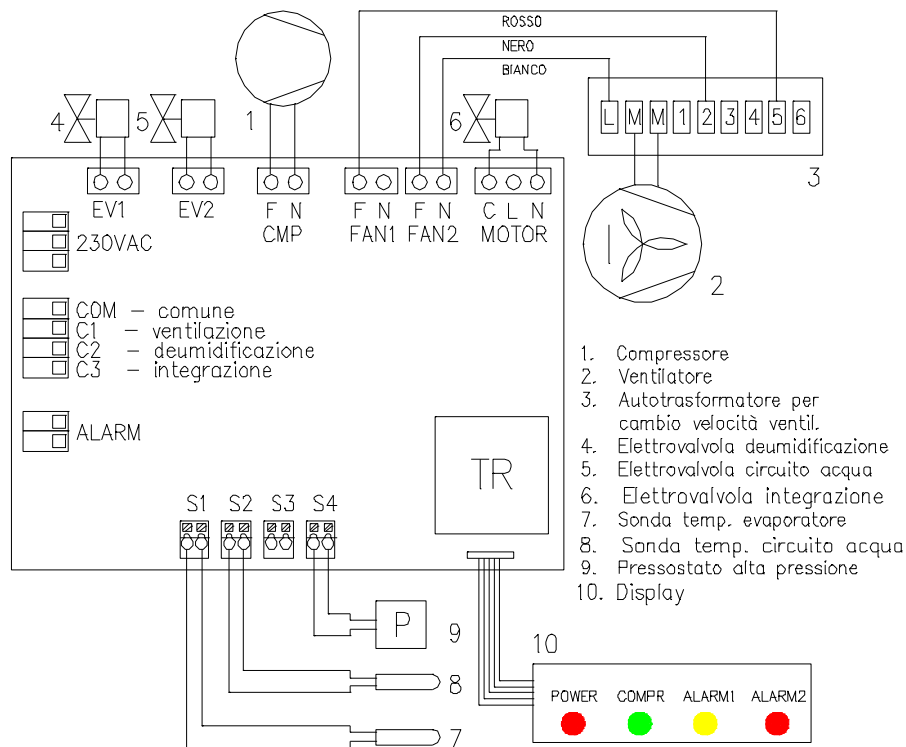 ROSSO
NERO
BIANCO
4
5
1
6
L M M 1 2 3 4 5 6
3
EV1
EV2
F N
CMP
F N
FAN1
F N
FAN2
C L N
MOTOR
2
230VAC
COM – comune
C1 – ventilazione
C2 – deumidificazione
C3 – integrazione
ALARM
TR
1. Compressore
2. Ventilatore
3. Autotrasformatore per
cambio velocità ventil.
4. Elettrovalvola deumidificazione
5. Elettrovalvola circuito acqua
6. Elettrovalvola integrazione
7. Sonda temp. evaporatore
8. Sonda temp. circuito acqua
9. Pressostato alta pressione
10. Display
S1 S2 S3 S4
P
9
8
7
10
POWER COMPR ALARM1 ALARM2